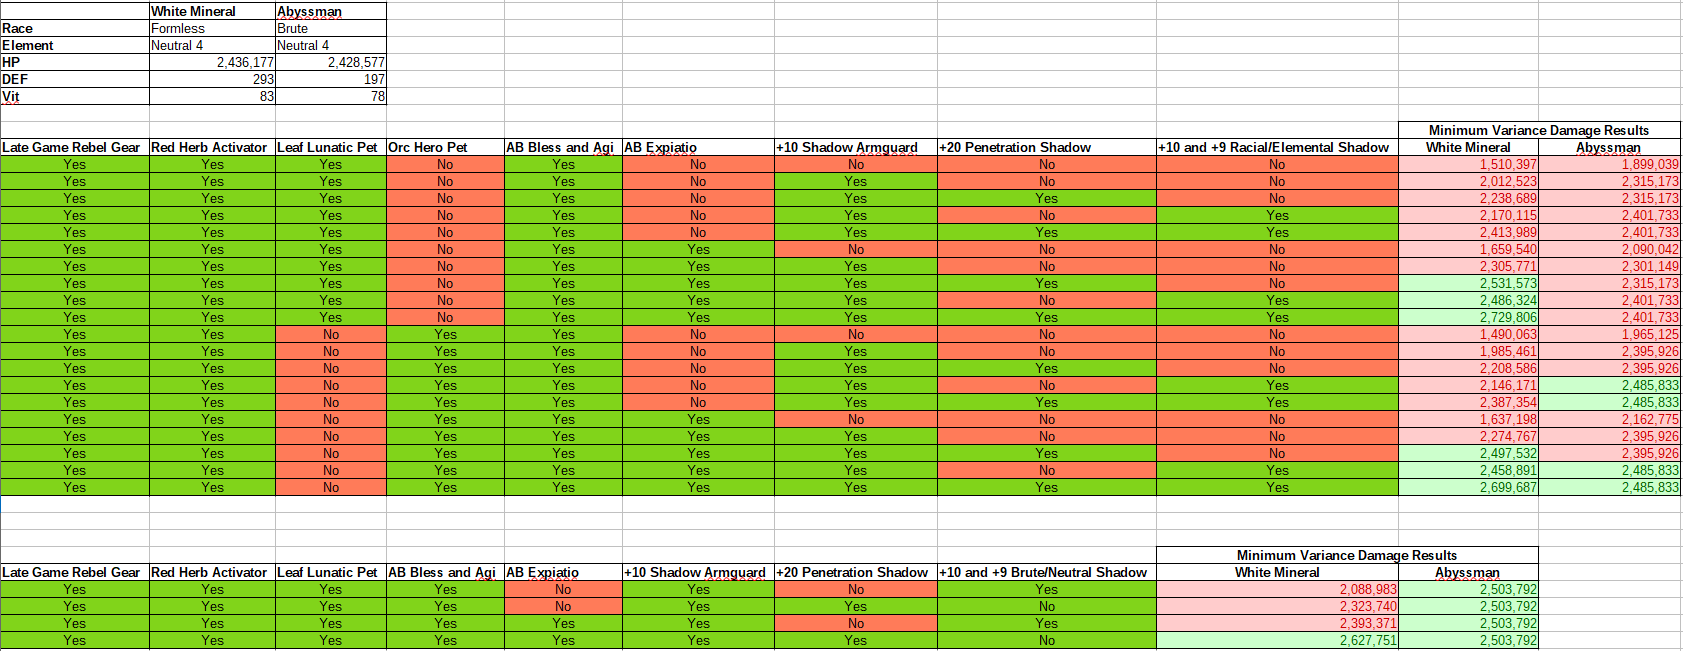 White Mineral Abyssman
Race Formless Brute
Element Neutral 4 Neutral 4
HP 2,436,177 2,428,577
DEF 293 197
Vit 83 78
Minimum Variance Damage Results
Late Game Rebel Gear Red Herb Activator Leaf Lunatic Pet Orc Hero Pet AB Bless and Agi AB Expiatio +10 Shadow Armguard +20 Penetration Shadow +10 and +9 Racial/Elemental Shadow White Mineral Abyssman
Yes Yes Yes No Yes No No No No 1,510,397 1,899,039
Yes Yes Yes No Yes No Yes No No 2,012,523 2,315,173
Yes Yes Yes No Yes No Yes Yes No 2,238,689 2,315,173
Yes Yes Yes No Yes No Yes No Yes 2,170,115 2,401,733
Yes Yes Yes No Yes No Yes Yes Yes 2,413,989 2,401,733
Yes Yes Yes No Yes Yes No No No 1,659,540 2,090,042
Yes Yes Yes No Yes Yes Yes No No 2,305,771 2,301,149
Yes Yes Yes No Yes Yes Yes Yes No 2,531,573 2,315,173
Yes Yes Yes No Yes Yes Yes No Yes 2,486,324 2,401,733
Yes Yes Yes No Yes Yes Yes Yes Yes 2,729,806 2,401,733
Yes Yes No Yes Yes No No No No 1,490,063 1,965,125
Yes Yes No Yes Yes No Yes No No 1,985,461 2,395,926
Yes Yes No Yes Yes No Yes Yes No 2,208,586 2,395,926
Yes Yes No Yes Yes No Yes No Yes 2,146,171 2,485,833
Yes Yes No Yes Yes No Yes Yes Yes 2,387,354 2,485,833
Yes Yes No Yes Yes Yes No No No 1,637,198 2,162,775
Yes Yes No Yes Yes Yes Yes No No 2,274,767 2,395,926
Yes Yes No Yes Yes Yes Yes Yes No 2,497,532 2,395,926
Yes Yes No Yes Yes Yes Yes No Yes 2,458,891 2,485,833
Yes Yes No Yes Yes Yes Yes Yes Yes 2,699,687 2,485,833
Minimum Variance Damage Results
Late Game Rebel Gear Red Herb Activator Leaf Lunatic Pet AB Bless and Agi AB Expiatio +10 Shadow Armguard +20 Penetration Shadow +10 and +9 Brute/Neutral Shadow White Mineral Abyssman
Yes Yes Yes Yes No Yes No Yes 2,088,983 2,503,792
Yes Yes Yes Yes No Yes Yes No 2,323,740 2,503,792
Yes Yes Yes Yes Yes Yes No Yes 2,393,371 2,503,792
Yes Yes Yes Yes Yes Yes Yes No 2,627,751 2,503,792